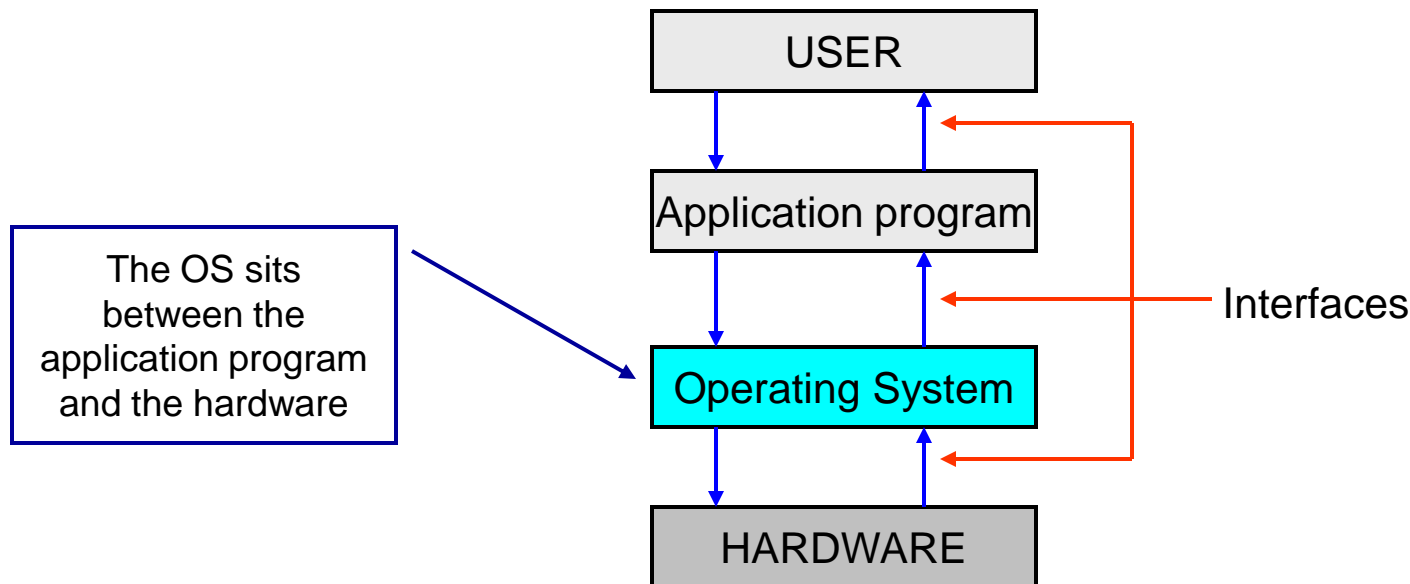 USER
Application program
The OS sits
between the
application program
and the hardware
Interfaces
Operating System
HARDWARE